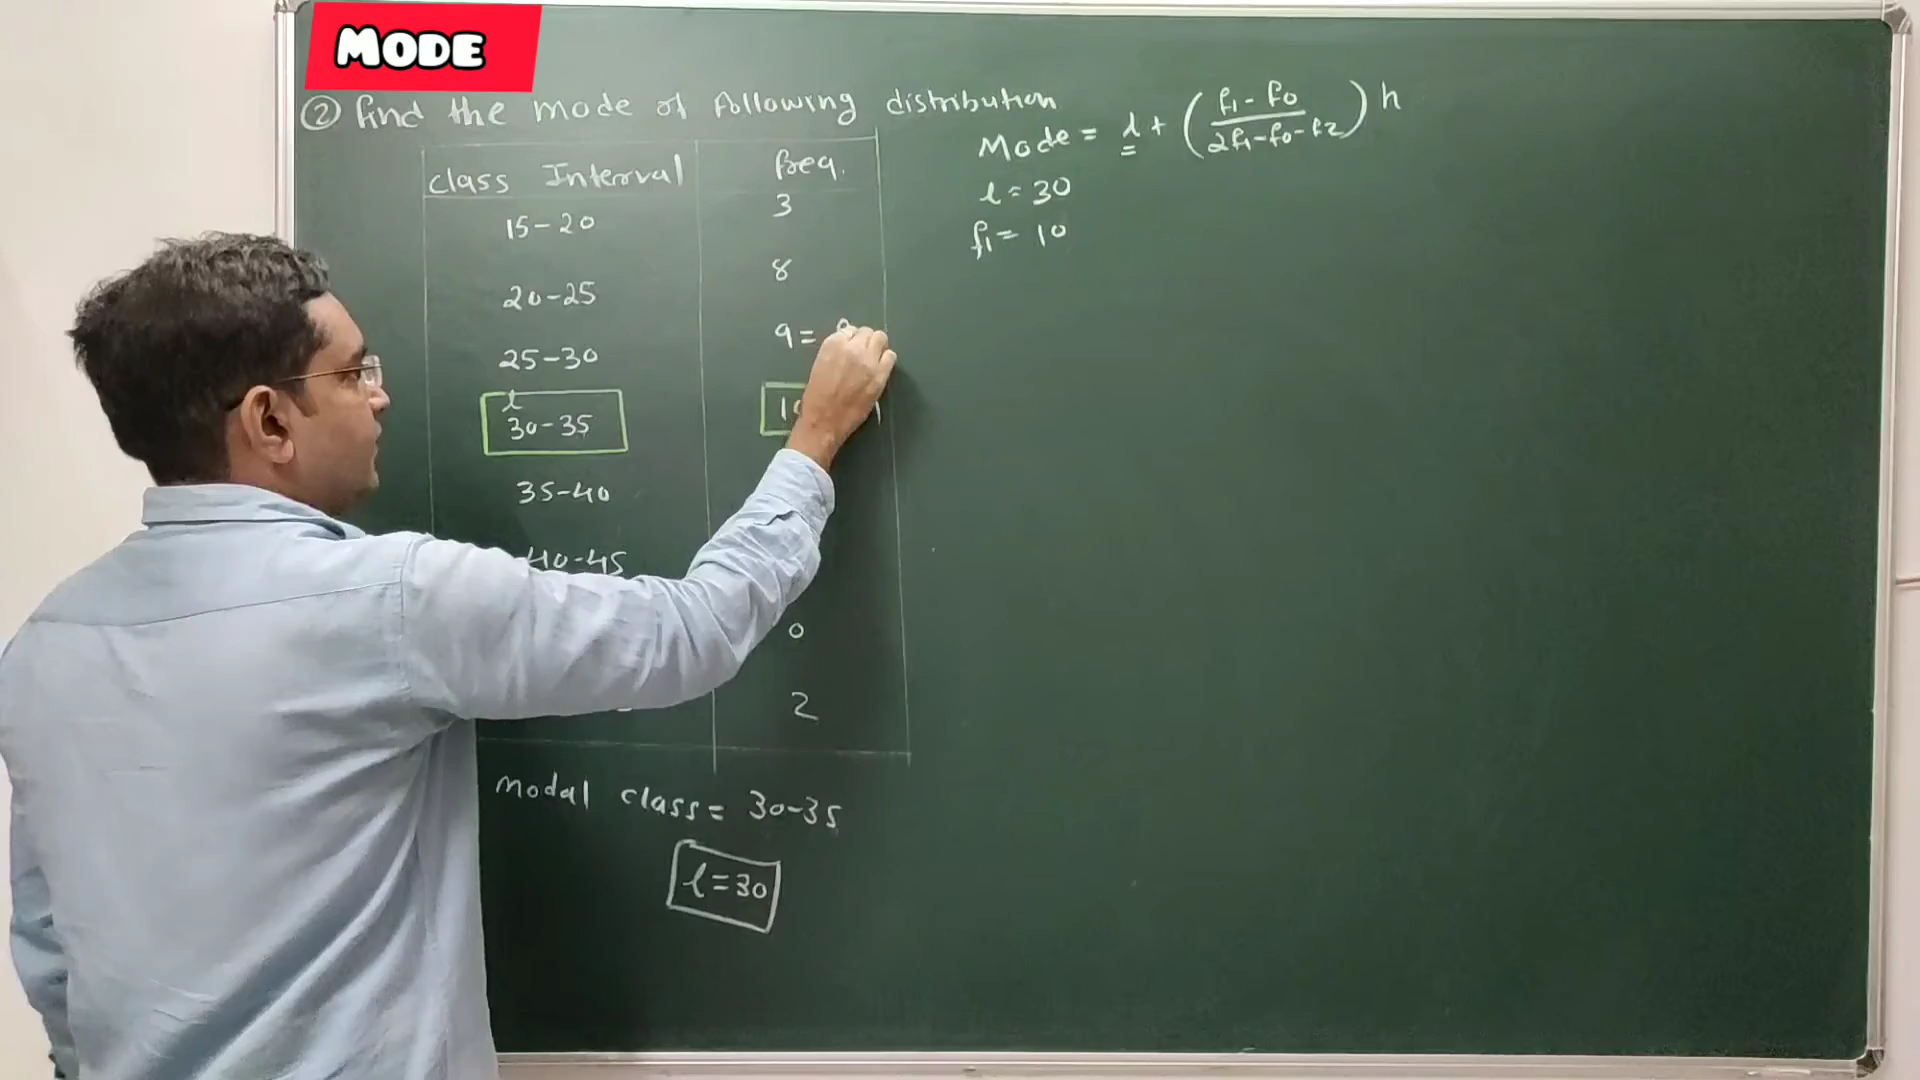 MODE
② find the mode of following distribution
Mode = l + ( f1 - f0 / 2f1 - f0 - f2 ) h
class Interval freq.
l = 30
15-20 3
f1 = 10
20-25 8
25-30 9 =
l
30-35
35-40
40-45
0
2
modal class = 30-35
l = 30